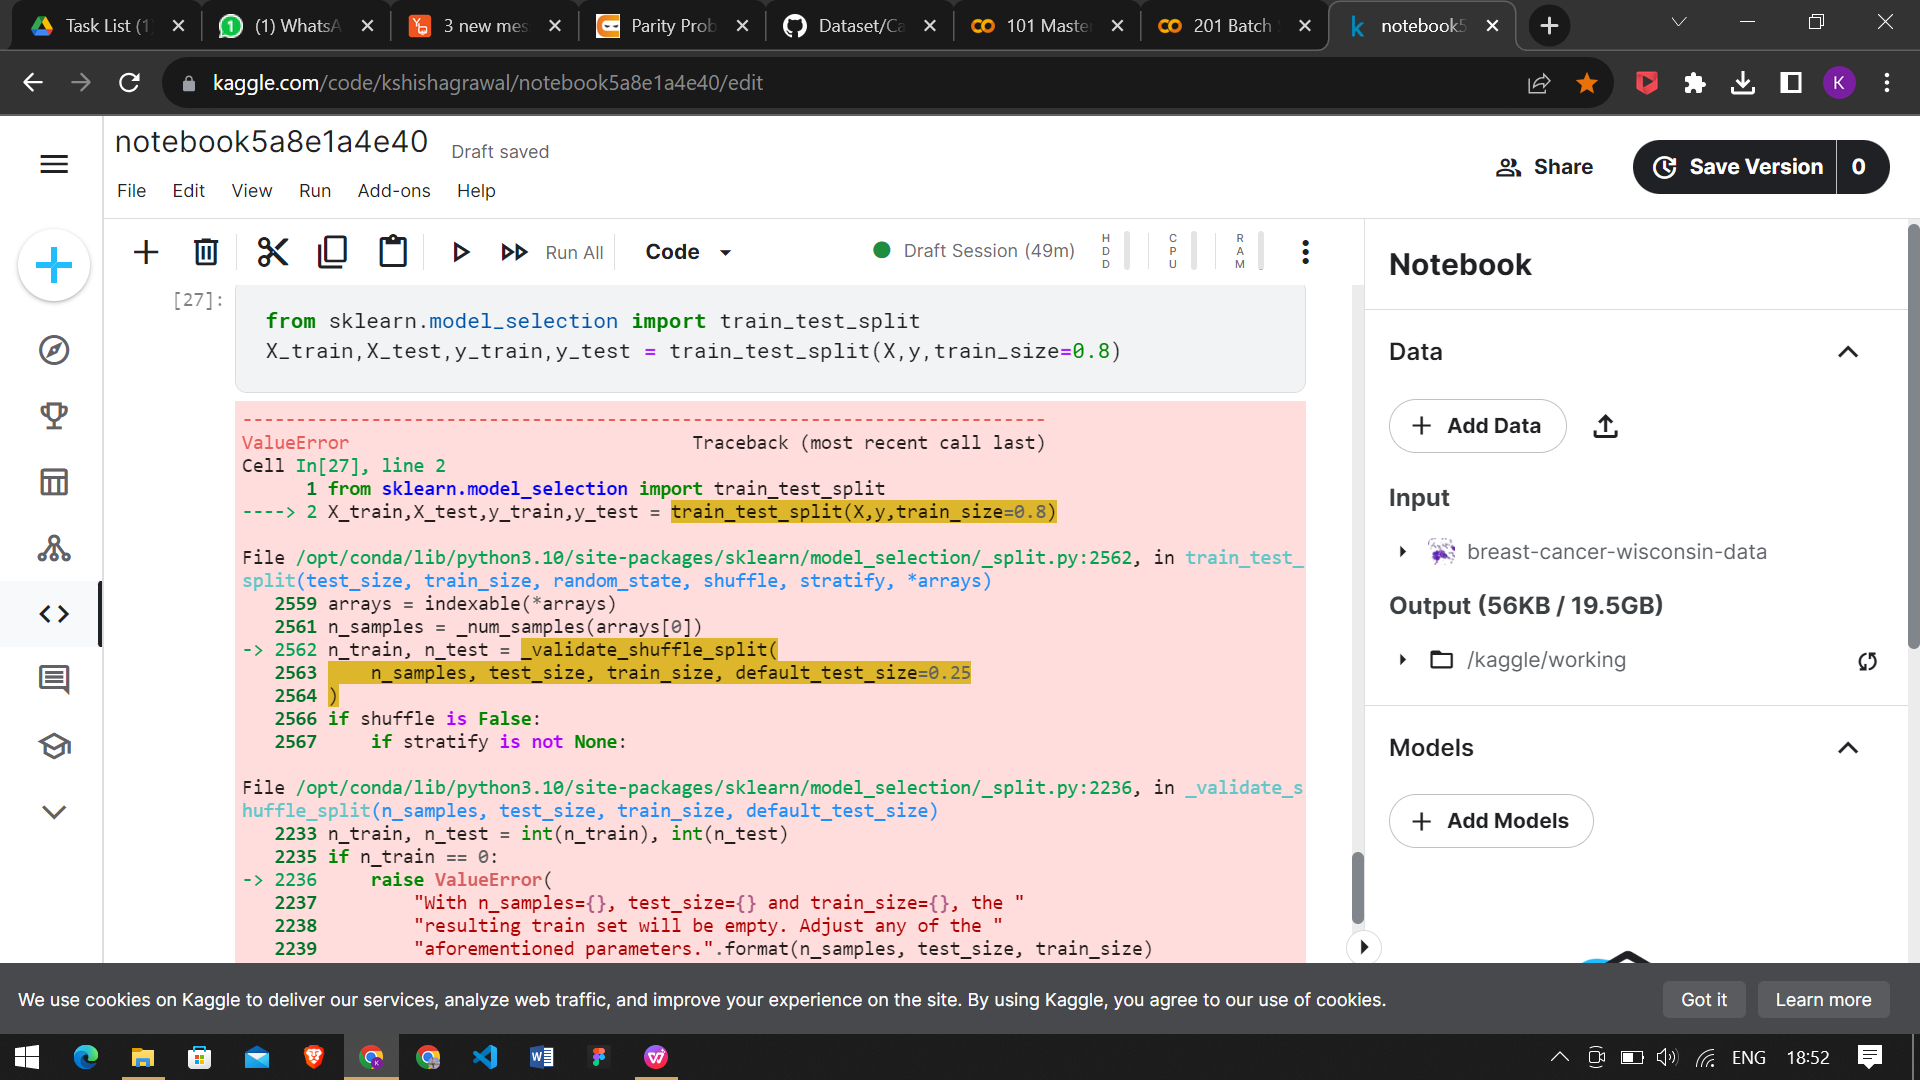 Task List (1)
(1) WhatsA
3 new mes
Parity Prob
Dataset/Ca
101 Master
201 Batch
notebook5
kaggle.com/code/kshishagrawal/notebook5a8e1a4e40/edit
K
notebook5a8e1a4e40
Draft saved
File Edit View Run Add-ons Help
Share
Save Version 0
Run All
Code
Draft Session (49m)
HDD
CPU
RAM
[27]:
from sklearn.model_selection import train_test_split
X_train,X_test,y_train,y_test = train_test_split(X,y,train_size=0.8)
---------------------------------------------------------------------------
ValueError Traceback (most recent call last)
Cell In[27], line 2
1 from sklearn.model_selection import train_test_split
----> 2 X_train,X_test,y_train,y_test = train_test_split(X,y,train_size=0.8)
File /opt/conda/lib/python3.10/site-packages/sklearn/model_selection/_split.py:2562, in train_test_
split(test_size, train_size, random_state, shuffle, stratify, *arrays)
2559 arrays = indexable(*arrays)
2561 n_samples = _num_samples(arrays[0])
-> 2562 n_train, n_test = _validate_shuffle_split(
2563 n_samples, test_size, train_size, default_test_size=0.25
2564 )
2566 if shuffle is False:
2567 if stratify is not None:
File /opt/conda/lib/python3.10/site-packages/sklearn/model_selection/_split.py:2236, in _validate_s
huffle_split(n_samples, test_size, train_size, default_test_size)
2233 n_train, n_test = int(n_train), int(n_test)
2235 if n_train == 0:
-> 2236 raise ValueError(
2237 "With n_samples={}, test_size={} and train_size={}, the "
2238 "resulting train set will be empty. Adjust any of the "
2239 "aforementioned parameters.".format(n_samples, test_size, train_size)
Notebook
Data
Add Data
Input
breast-cancer-wisconsin-data
Output (56KB / 19.5GB)
/kaggle/working
Models
Add Models
We use cookies on Kaggle to deliver our services, analyze web traffic, and improve your experience on the site. By using Kaggle, you agree to our use of cookies.
Got it
Learn more
ENG 18:52